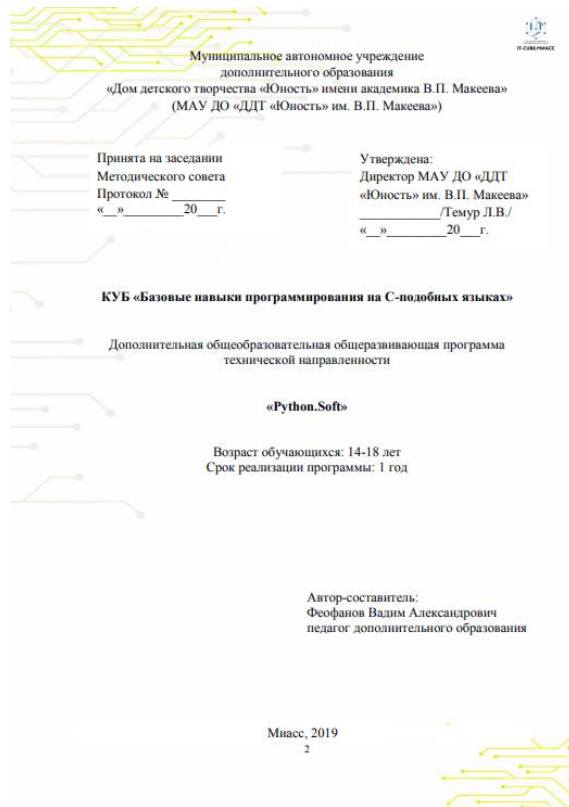 IT-CUBE.МИАСС
Муниципальное автономное учреждение
дополнительного образования
«Дом детского творчества «Юность» имени академика В.П. Макеева»
(МАУ ДО «ДДТ «Юность» им. В.П. Макеева»)
Принята на заседании
Методического совета
Протокол № ________
«__»_________20___г.
Утверждена:
Директор МАУ ДО «ДДТ
«Юность» им. В.П. Макеева»
____________/Темур Л.В./
«__»_________20___г.
КУБ «Базовые навыки программирования на С-подобных языках»
Дополнительная общеобразовательная общеразвивающая программа
технической направленности
«Python.Soft»
Возраст обучающихся: 14-18 лет
Срок реализации программы: 1 год
Автор-составитель:
Феофанов Вадим Александрович
педагог дополнительного образования
Миасс, 2019
2